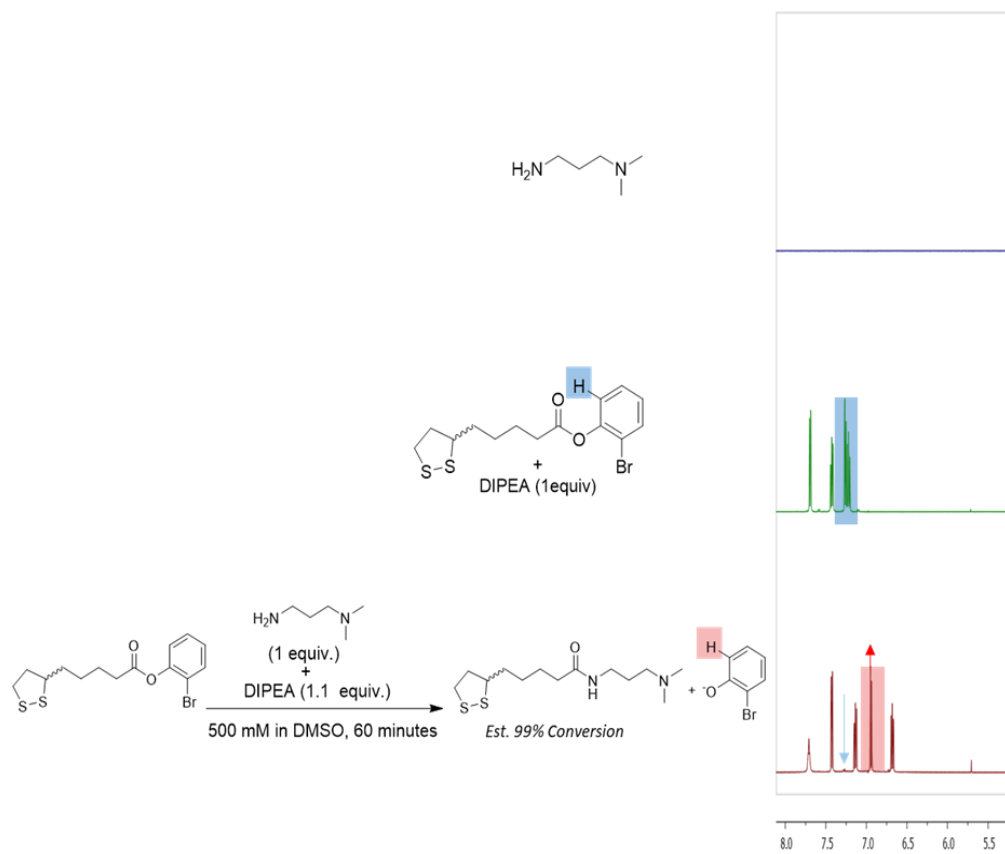 H₂N
N
H
O
O
Br
S
S
+
DIPEA (1equiv)
H₂N
N
(1 equiv.)
+
DIPEA (1.1 equiv.)
500 mM in DMSO, 60 minutes
O
O
Br
S
S
O
N
H
N
S
S
Est. 99% Conversion
+
H
⁻O
Br
8.0 7.5 7.0 6.5 6.0 5.5